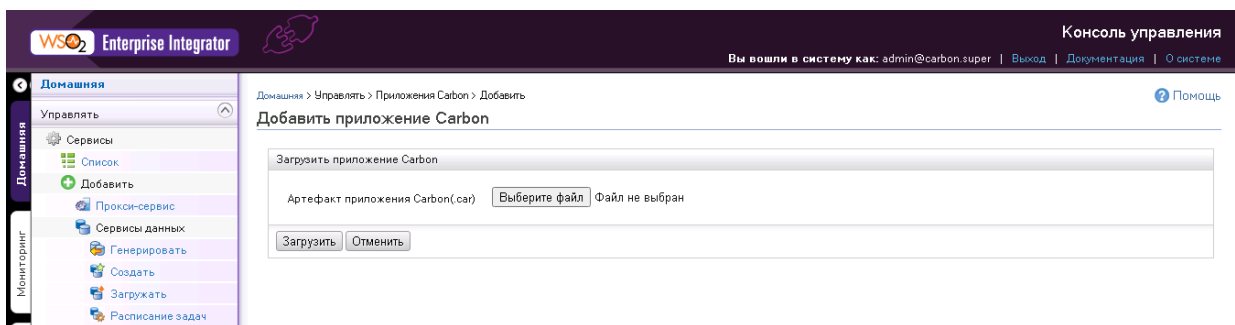 WSO2 Enterprise Integrator
Консоль управления
Вы вошли в систему как: admin@carbon.super | Выход | Документация | О системе
Домашняя
Мониторинг
Домашняя
Управлять
Сервисы
Список
Добавить
Прокси-сервис
Сервисы данных
Генерировать
Создать
Загружать
Расписание задач
Домашняя > Управлять > Приложения Carbon > Добавить
Помощь
Добавить приложение Carbon
Загрузить приложение Carbon
Артефакт приложения Carbon(.car) Выберите файл Файл не выбран
Загрузить Отменить